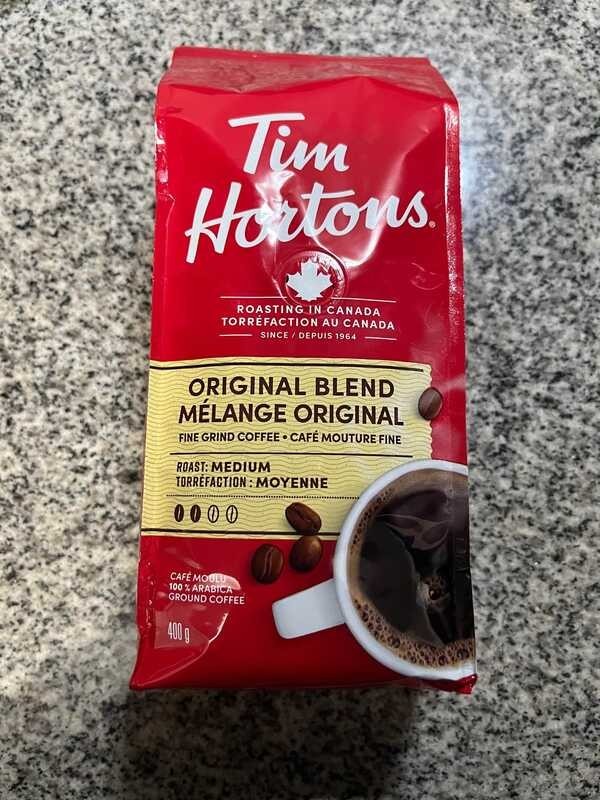 Tim
Hortons®
ROASTING IN CANADA
TORRÉFACTION AU CANADA
SINCE / DEPUIS 1964
ORIGINAL BLEND
MÉLANGE ORIGINAL
FINE GRIND COFFEE • CAFÉ MOUTURE FINE
ROAST: MEDIUM
TORRÉFACTION : MOYENNE
CAFÉ MOULU
100 % ARABICA
GROUND COFFEE
400 g